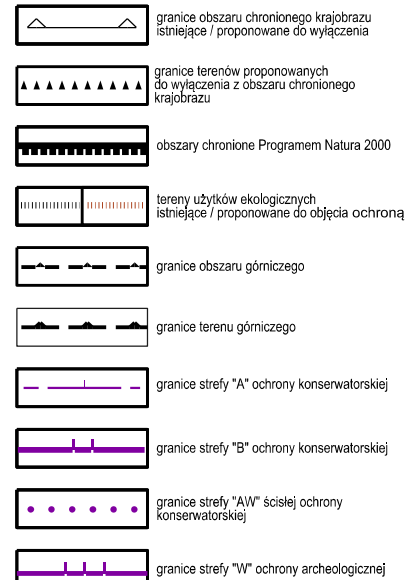 granice obszaru chronionego krajobrazu
istniejące / proponowane do wyłączenia
granice terenów proponowanych
do wyłączenia z obszaru chronionego
krajobrazu
obszary chronione Programem Natura 2000
tereny użytków ekologicznych
istniejące / proponowane do objęcia ochroną
granice obszaru górniczego
granice terenu górniczego
granice strefy "A" ochrony konserwatorskiej
granice strefy "B" ochrony konserwatorskiej
granice strefy "AW" ścisłej ochrony
konserwatorskiej
granice strefy "W" ochrony archeologicznej